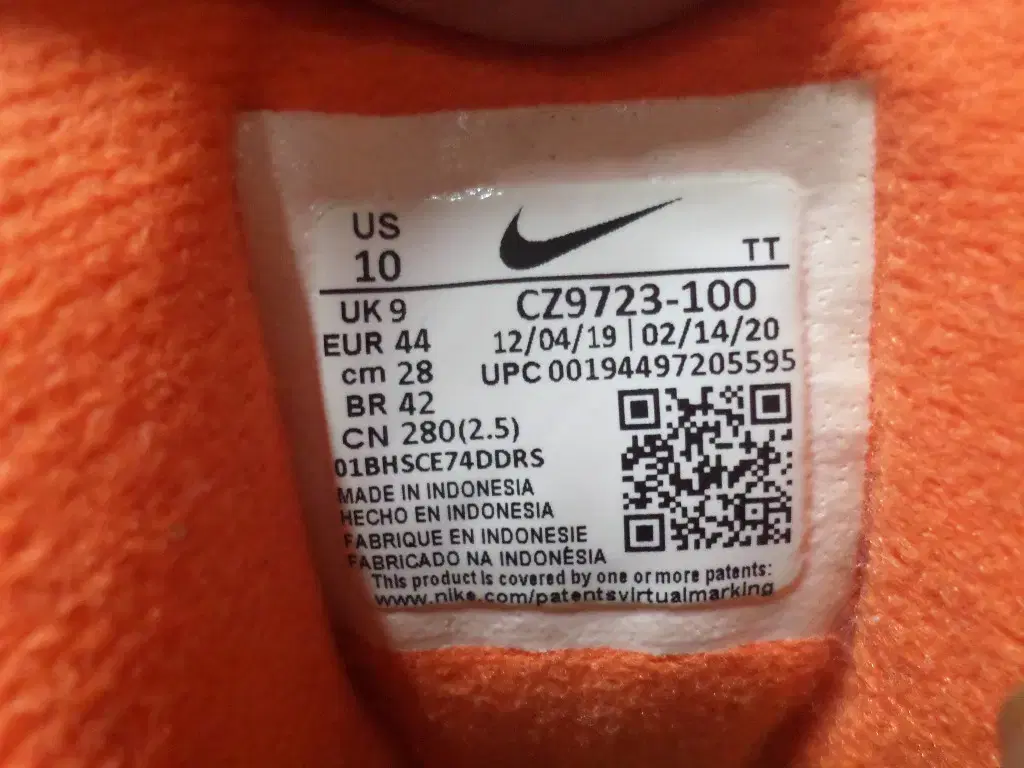 US
10
TT
UK 9
CZ9723-100
EUR 44
12/04/19 | 02/14/20
cm 28
UPC 00194497205595
BR 42
CN 280(2.5)
01BHSCE74DDRS
MADE IN INDONESIA
HECHO EN INDONESIA
FABRIQUE EN INDONESIE
FABRICADO NA INDONÉSIA
This product is covered by one or more patents:
www.nike.com/patentsvirtualmarking